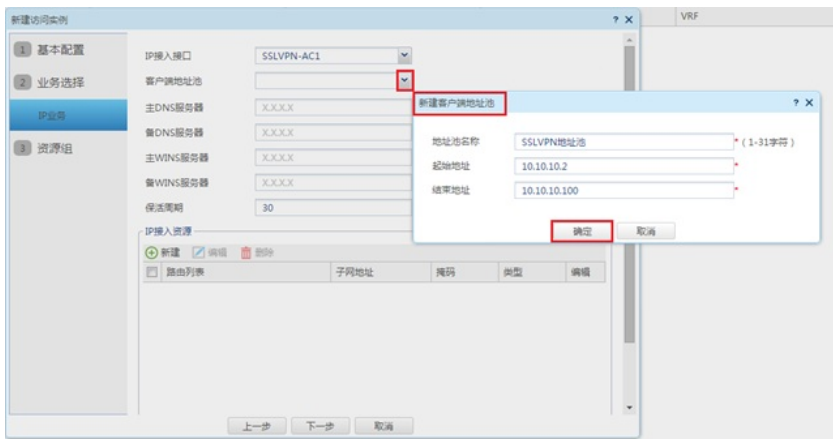 新建访问实例
? X
VRF
1 基本配置
2 业务选择
IP业务
3 资源组
IP接入接口 SSLVPN-AC1
客户端地址池
主DNS服务器 X.X.X.X
备DNS服务器 X.X.X.X
主WINS服务器 X.X.X.X
备WINS服务器 X.X.X.X
保活周期 30
IP接入资源
新建 编辑 删除
路由列表 子网地址 掩码 类型 编辑
上一步 下一步 取消
新建客户端地址池 ? X
地址池名称 SSLVPN地址池 * (1-31字符)
起始地址 10.10.10.2 *
结束地址 10.10.10.100 *
确定 取消